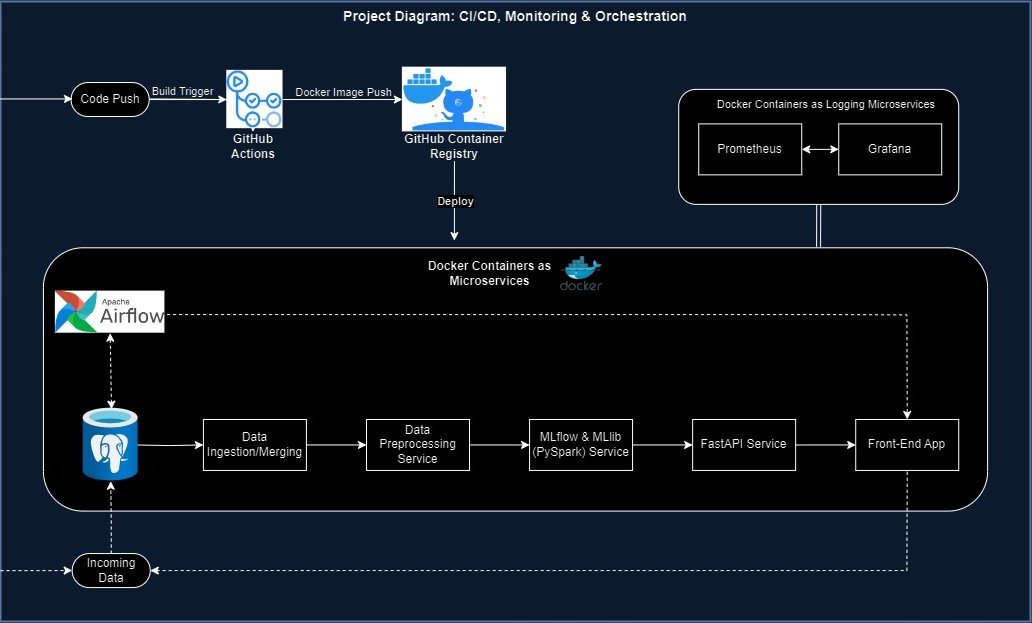 Project Diagram: CI/CD, Monitoring & Orchestration
Code Push
Build Trigger
GitHub
Actions
Docker Image Push
GitHub Container
Registry
Deploy
Docker Containers as Logging Microservices
Prometheus
Grafana
Docker Containers as
Microservices
docker
Apache
Airflow
Data
Ingestion/Merging
Data
Preprocessing
Service
MLflow & MLlib
(PySpark) Service
FastAPI Service
Front-End App
Incoming
Data